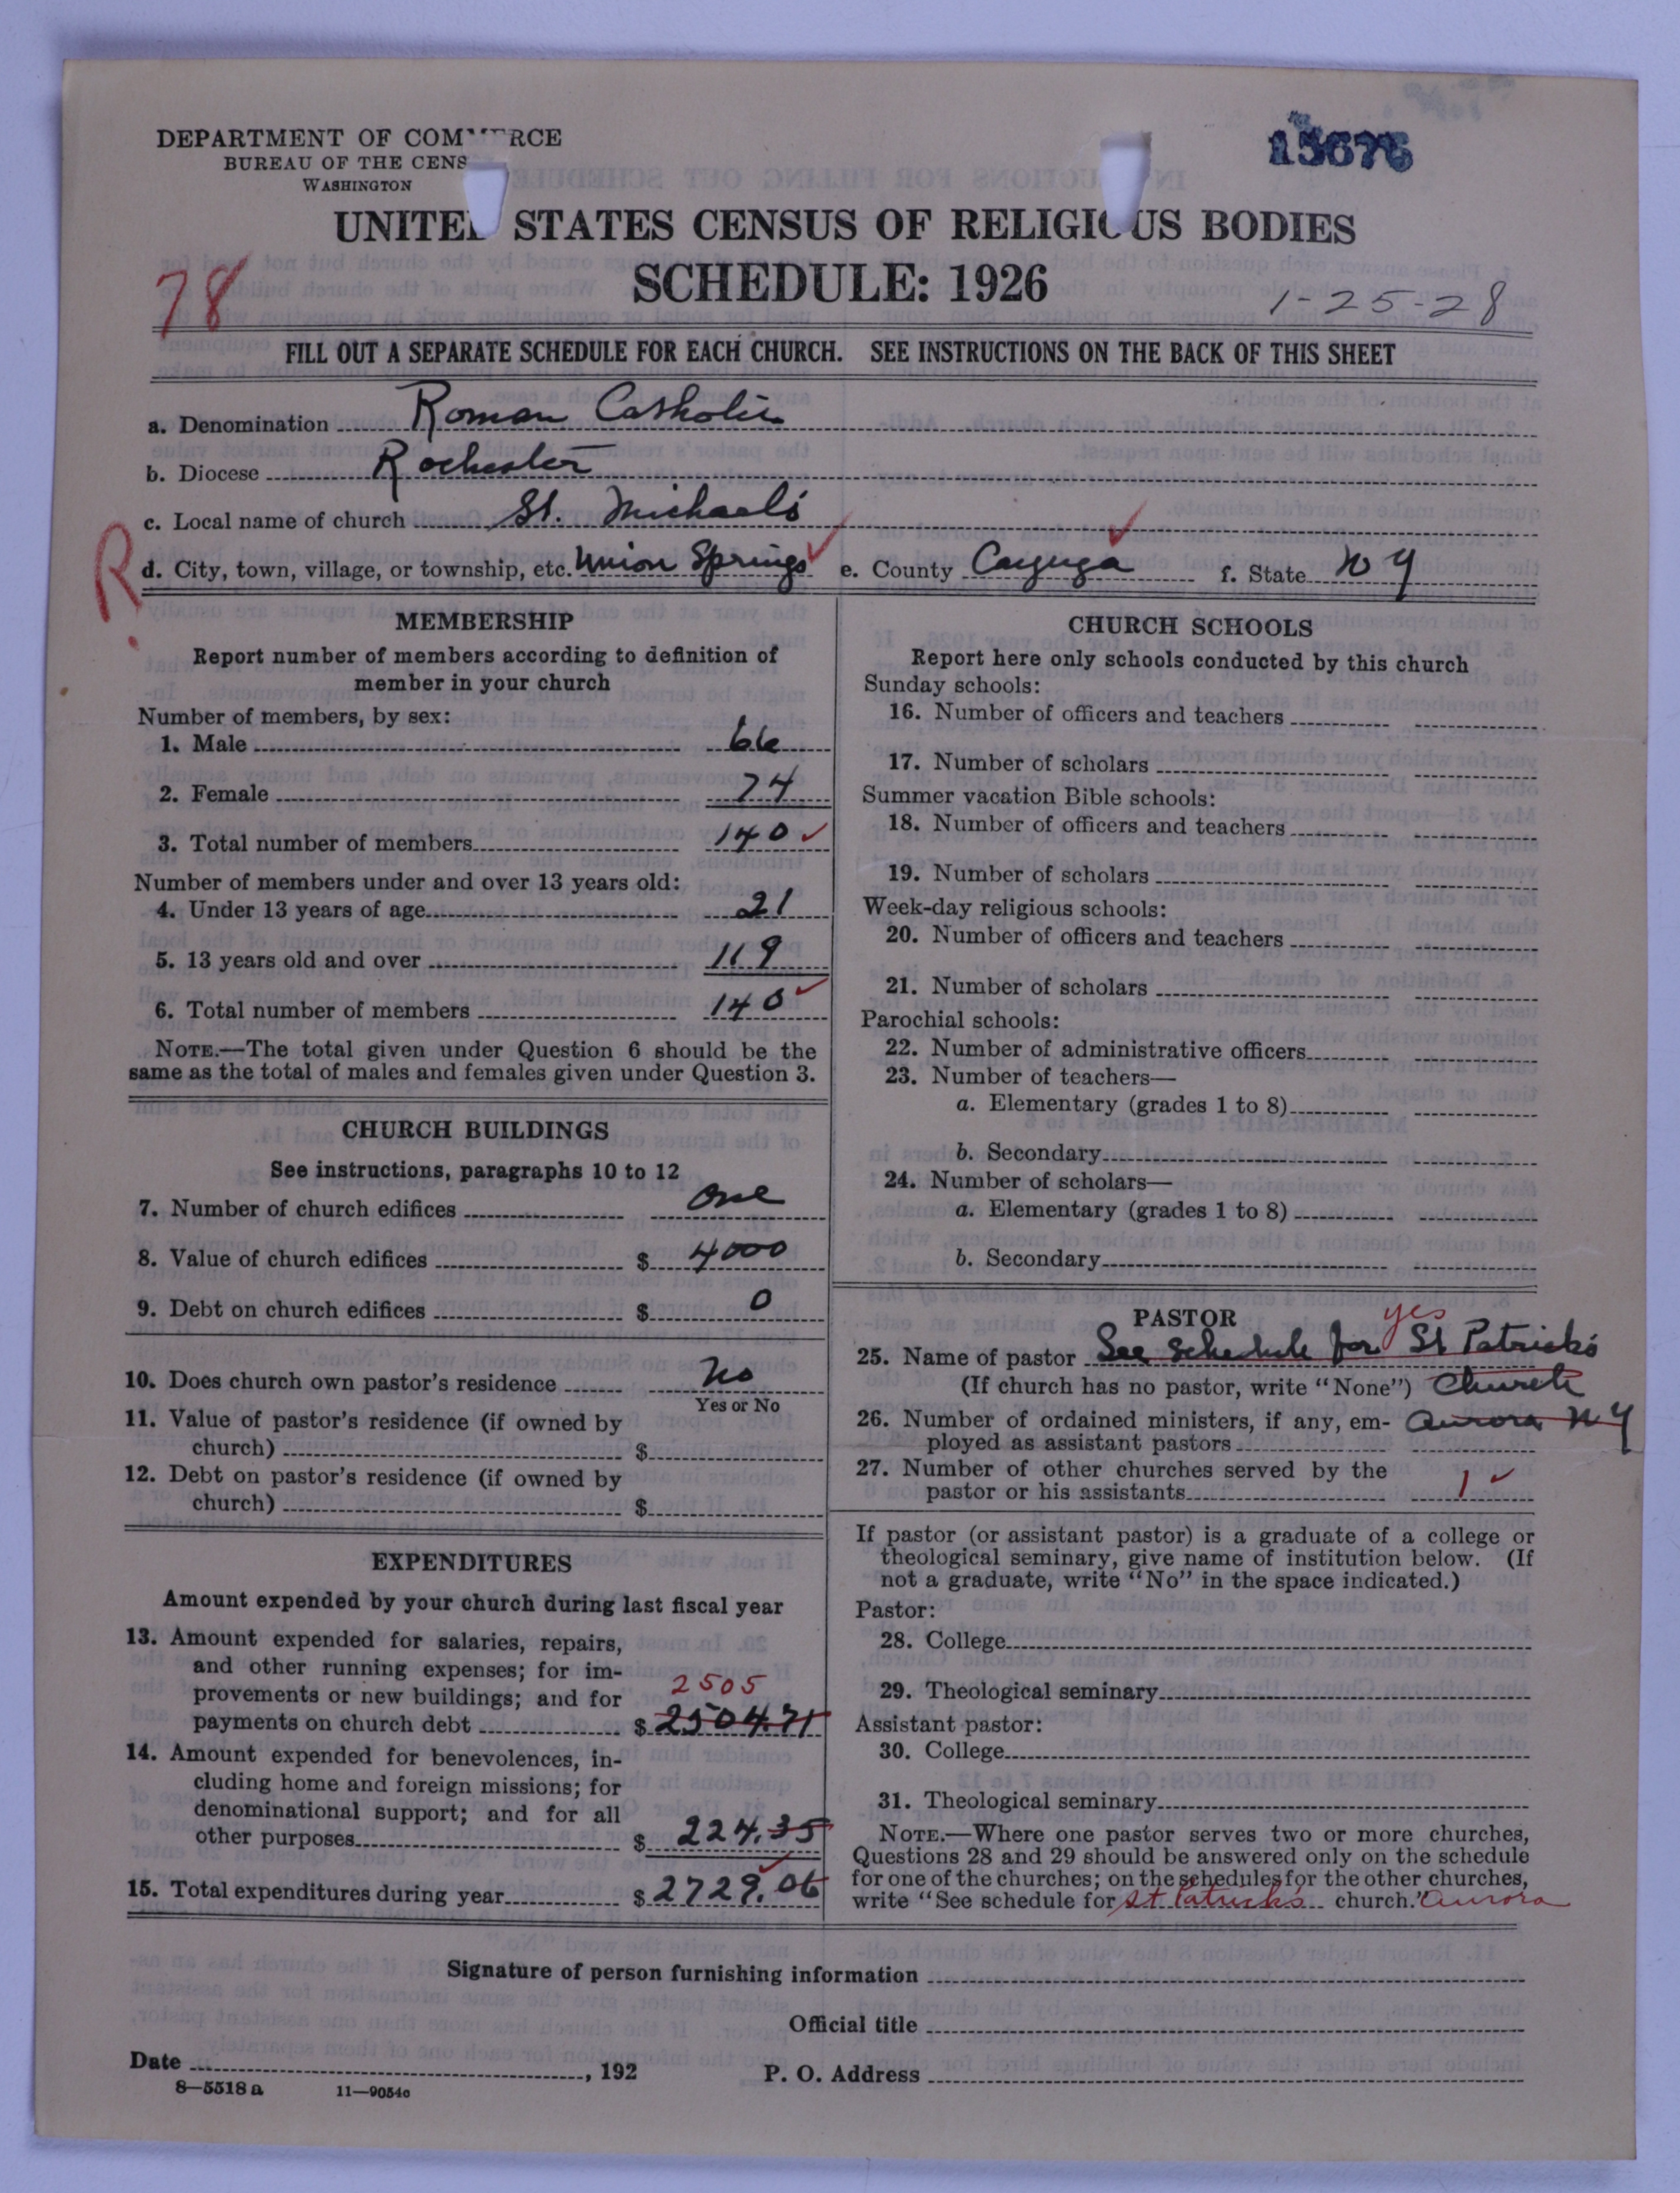 DEPARTMENT OF COMMERCE
BUREAU OF THE CENS
WASHINGTON
15676
UNITED STATES CENSUS OF RELIGIOUS BODIES
SCHEDULE: 1926
78
1-25-28
FILL OUT A SEPARATE SCHEDULE FOR EACH CHURCH. SEE INSTRUCTIONS ON THE BACK OF THIS SHEET
a. Denomination Roman Catholic
b. Diocese Rochester
c. Local name of church St. Michael's
R.
d. City, town, village, or township, etc. Union Springs e. County Cayuga f. State N Y
MEMBERSHIP
Report number of members according to definition of
member in your church
Number of members, by sex:
1. Male 66
2. Female 74
3. Total number of members 140
Number of members under and over 13 years old:
4. Under 13 years of age 21
5. 13 years old and over 119
6. Total number of members 140
NOTE.—The total given under Question 6 should be the
same as the total of males and females given under Question 3.
CHURCH BUILDINGS
See instructions, paragraphs 10 to 12
7. Number of church edifices one
8. Value of church edifices $ 4000
9. Debt on church edifices $ 0
10. Does church own pastor's residence No
Yes or No
11. Value of pastor's residence (if owned by
church) $
12. Debt on pastor's residence (if owned by
church) $
EXPENDITURES
Amount expended by your church during last fiscal year
13. Amount expended for salaries, repairs,
and other running expenses; for im-
provements or new buildings; and for 2505
payments on church debt $ 2504.71
14. Amount expended for benevolences, in-
cluding home and foreign missions; for
denominational support; and for all
other purposes $ 224.35
15. Total expenditures during year $ 2729.06
CHURCH SCHOOLS
Report here only schools conducted by this church
Sunday schools:
16. Number of officers and teachers
17. Number of scholars
Summer vacation Bible schools:
18. Number of officers and teachers
19. Number of scholars
Week-day religious schools:
20. Number of officers and teachers
21. Number of scholars
Parochial schools:
22. Number of administrative officers
23. Number of teachers—
a. Elementary (grades 1 to 8)
b. Secondary
24. Number of scholars—
a. Elementary (grades 1 to 8)
b. Secondary
PASTOR yes
25. Name of pastor See schedule for St Patrick's
(If church has no pastor, write "None") Church
26. Number of ordained ministers, if any, em- Aurora N Y
ployed as assistant pastors
27. Number of other churches served by the
pastor or his assistants 1
If pastor (or assistant pastor) is a graduate of a college or
theological seminary, give name of institution below. (If
not a graduate, write "No" in the space indicated.)
Pastor:
28. College
29. Theological seminary
Assistant pastor:
30. College
31. Theological seminary
NOTE.—Where one pastor serves two or more churches,
Questions 28 and 29 should be answered only on the schedule
for one of the churches; on the schedules for the other churches,
write "See schedule for St Patrick's church." Aurora
Signature of person furnishing information
Official title
Date , 192 P. O. Address
8—5518 a 11—9054c